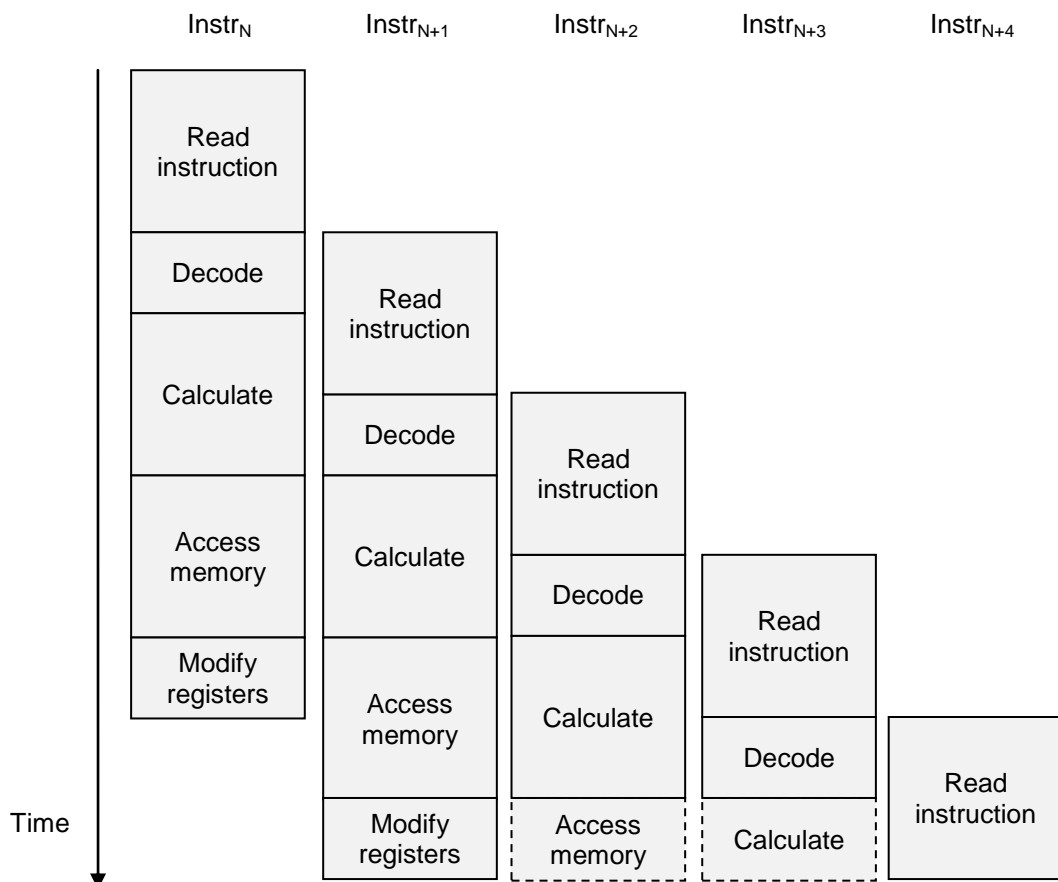 Instr_N Instr_N+1 Instr_N+2 Instr_N+3 Instr_N+4
Read
instruction
Decode
Calculate
Access
memory
Modify
registers
Read
instruction
Decode
Calculate
Access
memory
Modify
registers
Read
instruction
Decode
Calculate
Access
memory
Read
instruction
Decode
Calculate
Read
instruction
Time